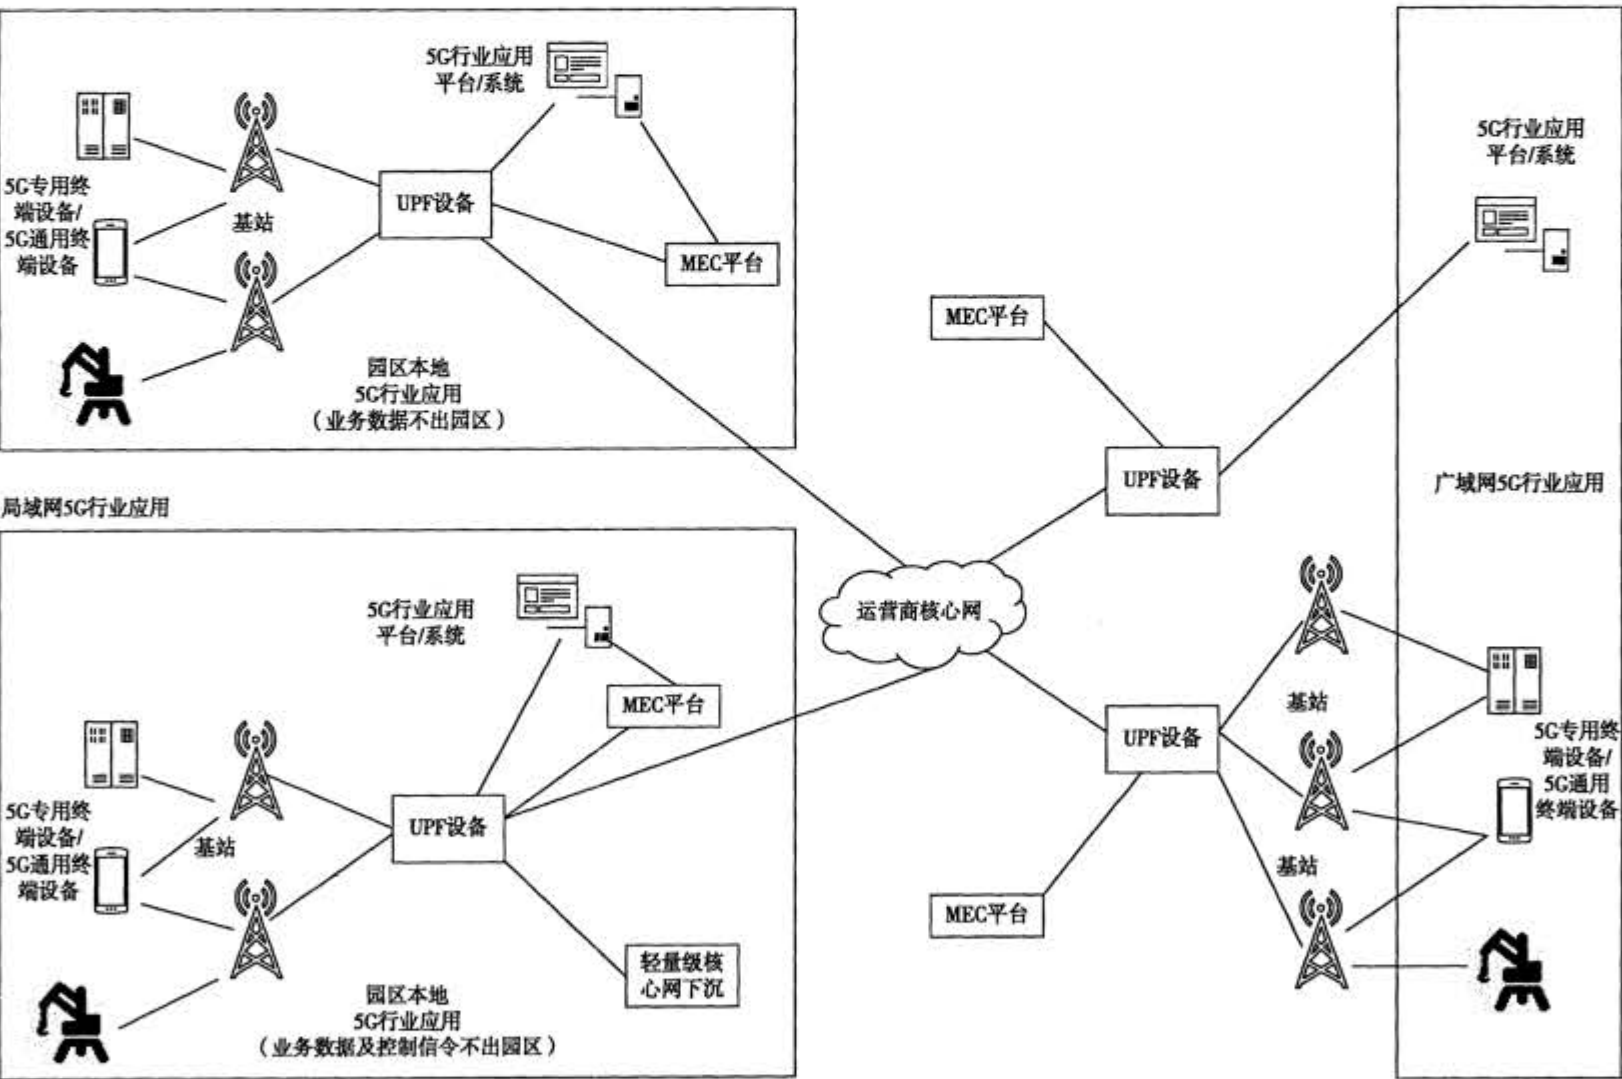 5G行业应用
平台/系统
5G专用终
端设备/
5G通用终
端设备
基站
UPF设备
MEC平台
园区本地
5G行业应用
（业务数据不出园区）
局域网5G行业应用
5G行业应用
平台/系统
MEC平台
5G专用终
端设备/
5G通用终
端设备
基站
UPF设备
轻量级核
心网下沉
园区本地
5G行业应用
（业务数据及控制信令不出园区）
运营商核心网
MEC平台
UPF设备
5G行业应用
平台/系统
广域网5G行业应用
UPF设备
MEC平台
基站
基站
5G专用终
端设备/
5G通用
终端设备